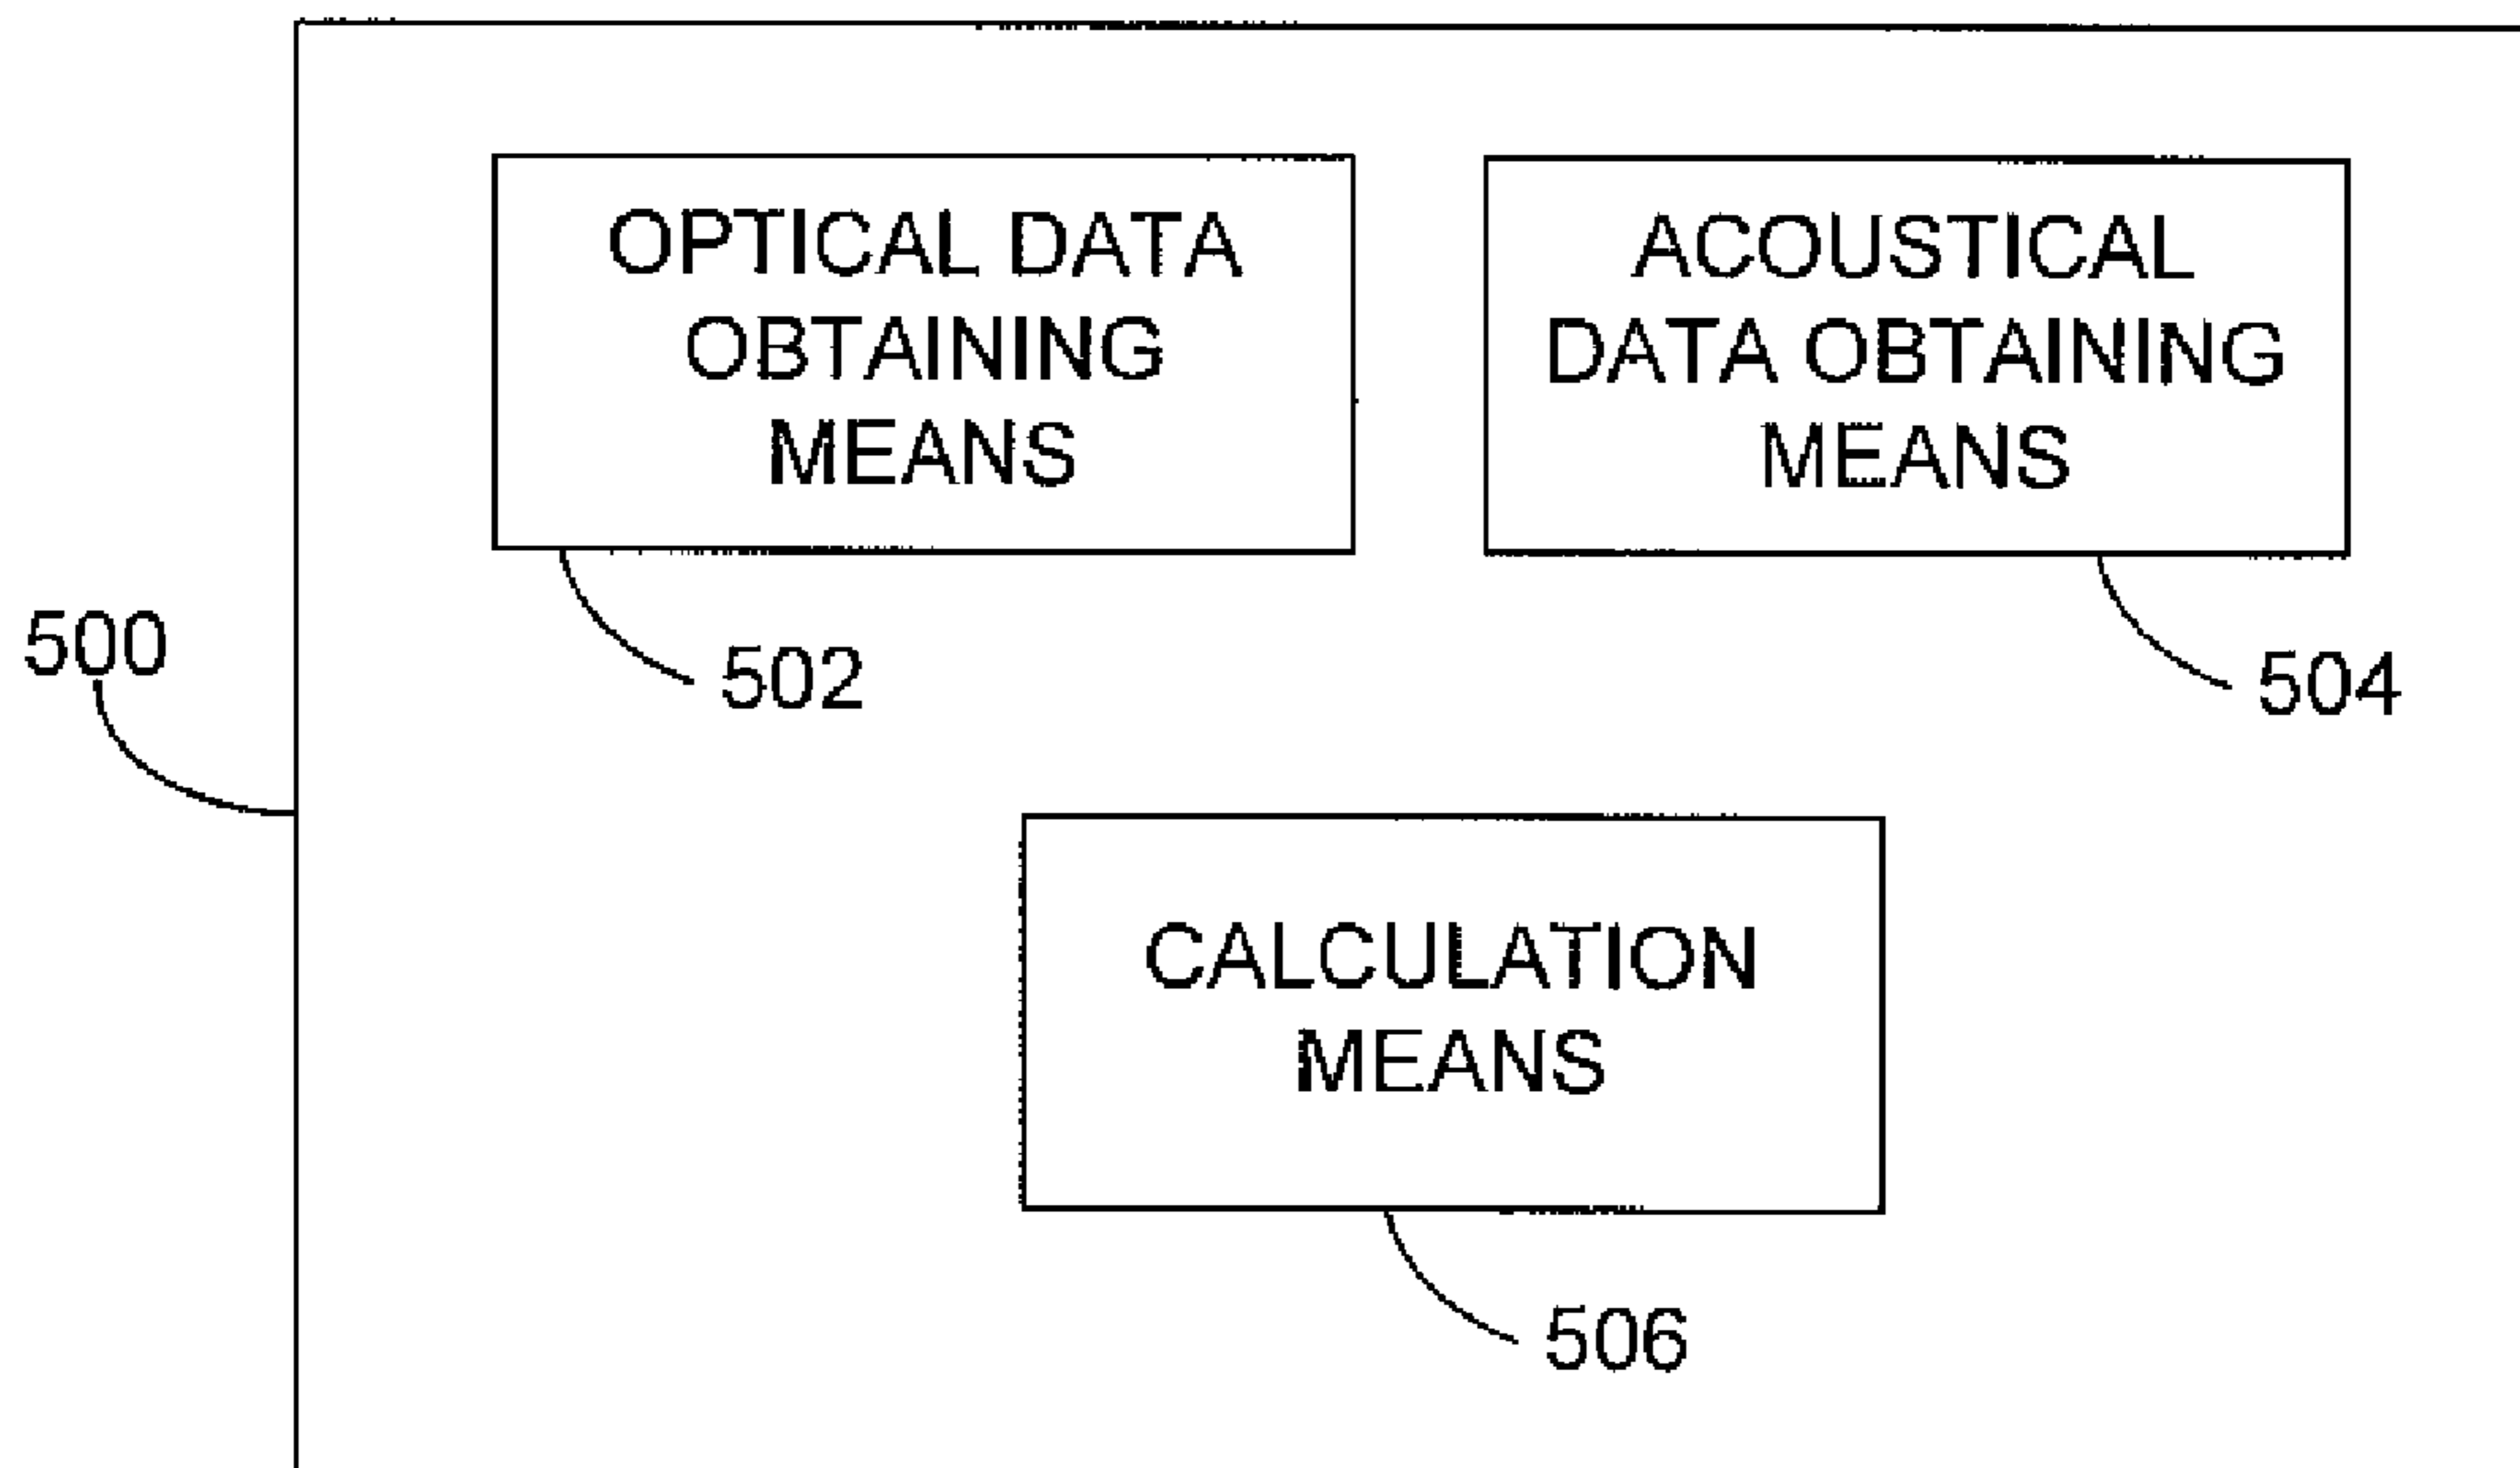 OPTICAL DATA
OBTAINING
MEANS
502
ACOUSTICAL
DATA OBTAINING
MEANS
504
500
CALCULATION
MEANS
506